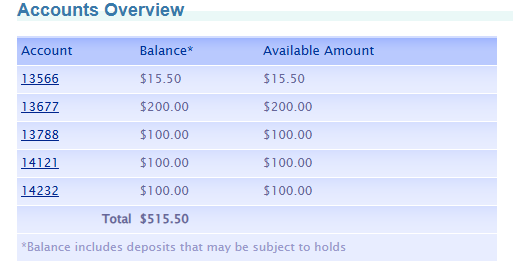 Accounts Overview
Account Balance* Available Amount
13566 $15.50 $15.50
13677 $200.00 $200.00
13788 $100.00 $100.00
14121 $100.00 $100.00
14232 $100.00 $100.00
Total $515.50
*Balance includes deposits that may be subject to holds